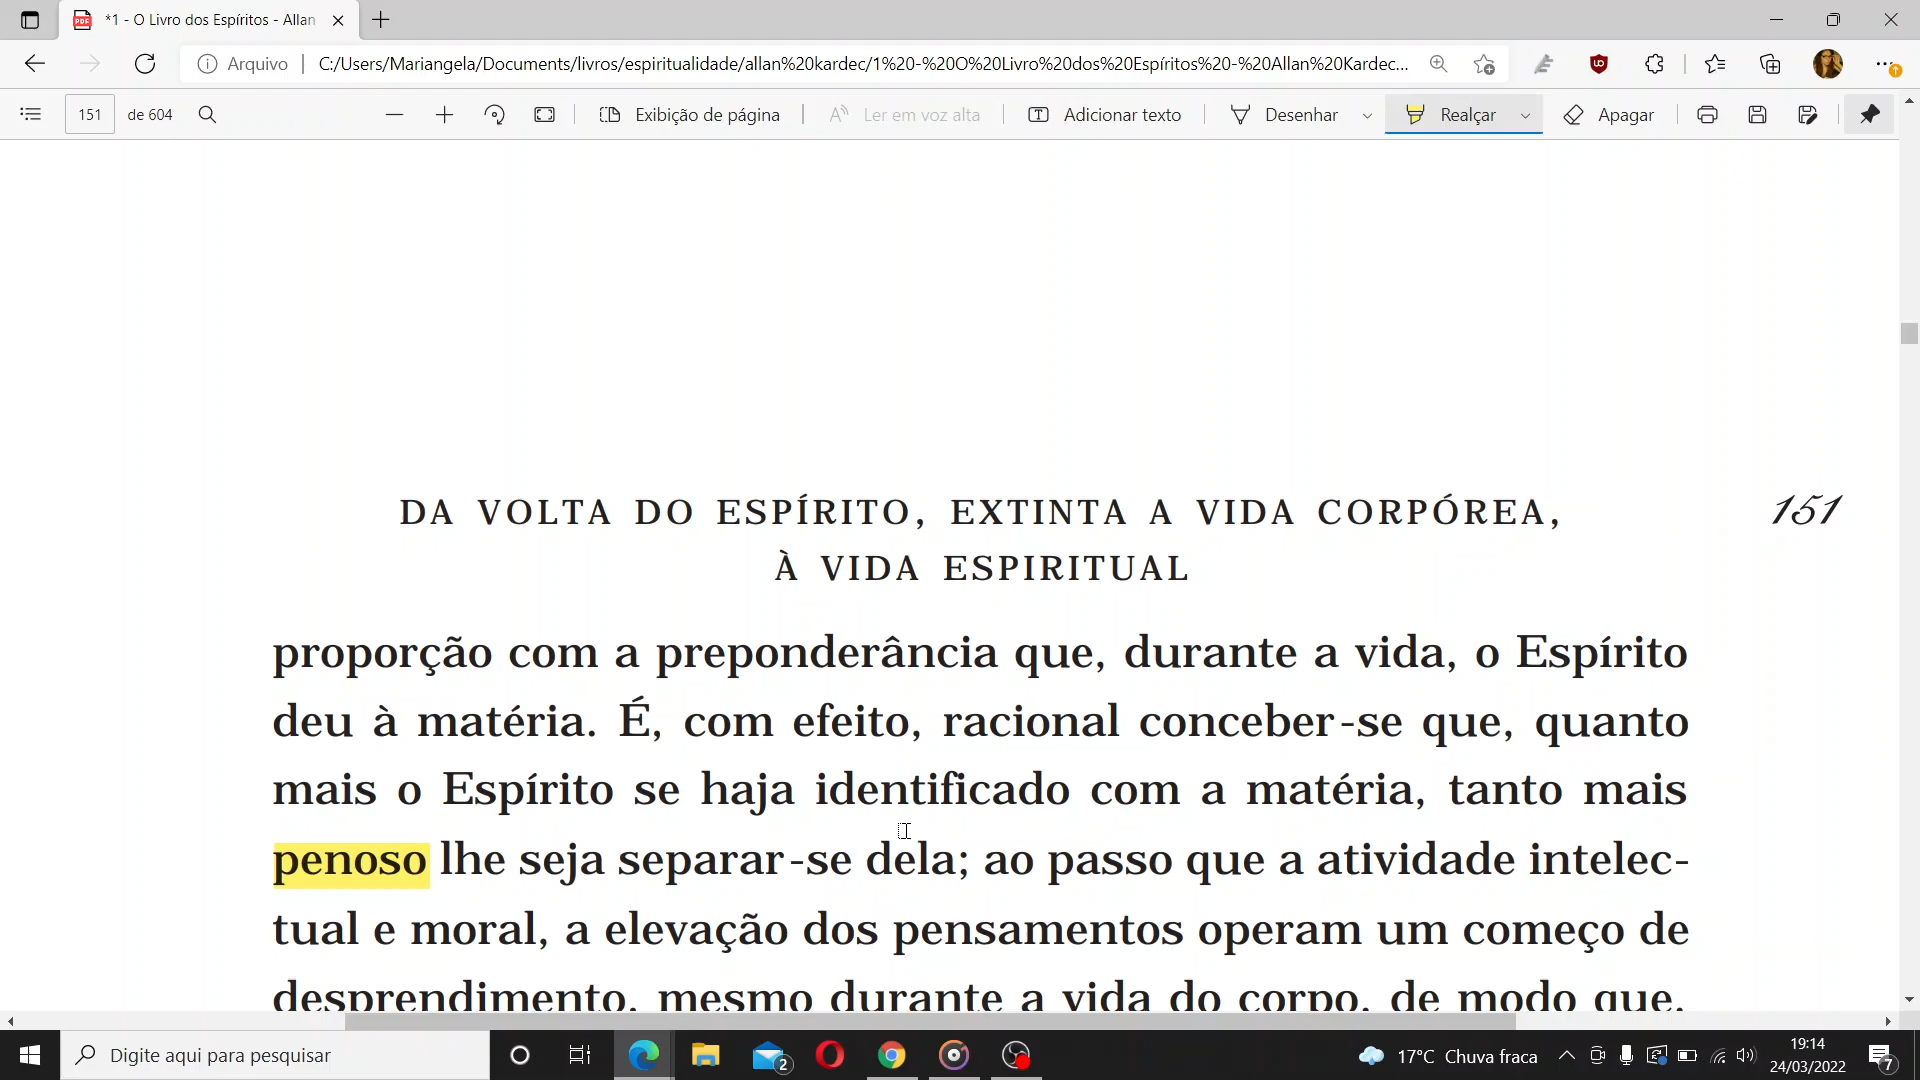 *1 - O Livro dos Espíritos - Allan
Arquivo
C:/Users/Mariangela/Documents/livros/espiritualidade/allan%20kardec/1%20-%20O%20Livro%20dos%20Espíritos%20-%20Allan%20Kardec...
151 de 604
Exibição de página
Ler em voz alta
Adicionar texto
Desenhar
Realçar
Apagar
DA VOLTA DO ESPÍRITO, EXTINTA A VIDA CORPÓREA,
151
À VIDA ESPIRITUAL
proporção com a preponderância que, durante a vida, o Espírito
deu à matéria. É, com efeito, racional conceber-se que, quanto
mais o Espírito se haja identificado com a matéria, tanto mais
penoso lhe seja separar-se dela; ao passo que a atividade intelec-
tual e moral, a elevação dos pensamentos operam um começo de
desprendimento, mesmo durante a vida do corpo, de modo que,
Digite aqui para pesquisar
2
17°C Chuva fraca
19:14
24/03/2022
7